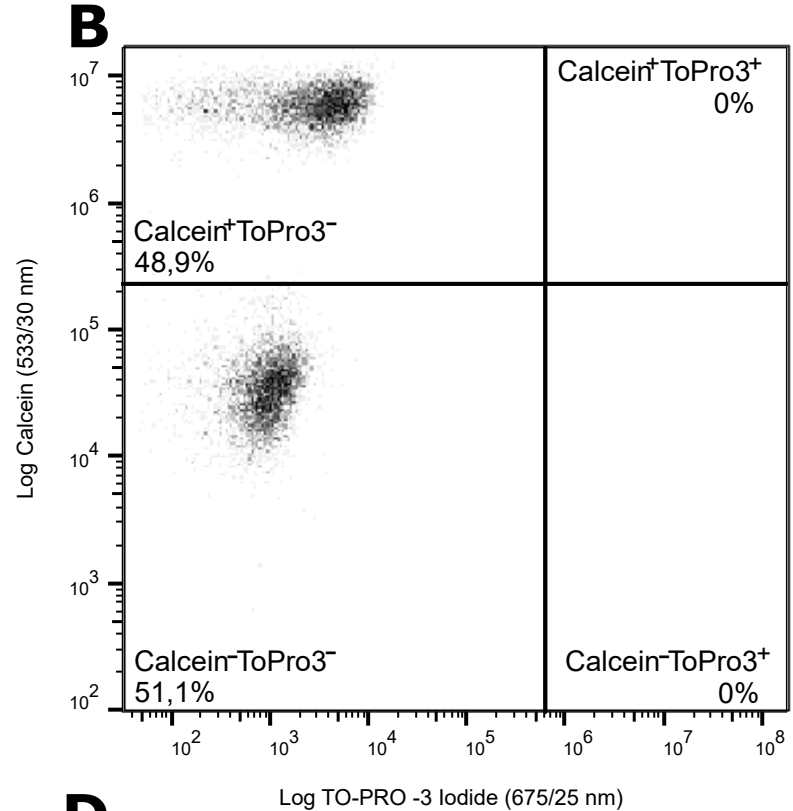 B
10^7
10^6
10^5
10^4
10^3
10^2
Log Calcein (533/30 nm)
Calcein⁺ToPro3⁺
0%
Calcein⁺ToPro3⁻
48,9%
Calcein⁻ToPro3⁻
51,1%
Calcein⁻ToPro3⁺
0%
10^2 10^3 10^4 10^5 10^6 10^7 10^8
Log TO-PRO -3 Iodide (675/25 nm)